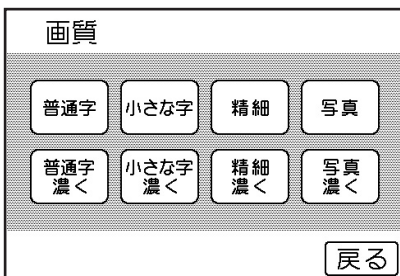 画質
普通字 小さな字 精細 写真
普通字 小さな字 精細 写真
濃く 濃く 濃く 濃く
戻る